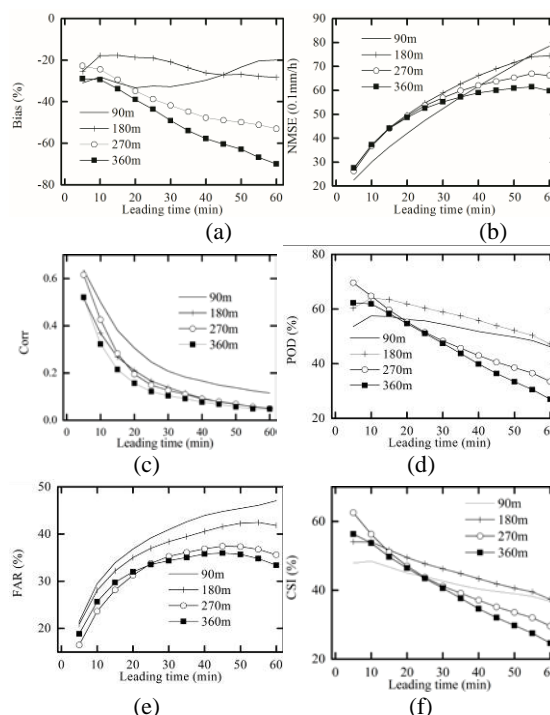 0
-20
-40
-60
-80
Bias (%)
90m
180m
270m
360m
0 10 20 30 40 50 60
Leading time (min)
(a)
90
80
70
60
50
40
30
20
NMSE (0.1mm/h)
90m
180m
270m
360m
0 10 20 30 40 50 60
Leading time (min)
(b)
0.6
0.4
0.2
0.0
Corr
90m
180m
270m
360m
0 10 20 30 40 50 60
Leading time (min)
(c)
80
60
40
20
POD (%)
90m
180m
270m
360m
0 10 20 30 40 50 60
Leading time (min)
(d)
50
40
30
20
FAR (%)
90m
180m
270m
360m
0 10 20 30 40 50 60
Leading time (min)
(e)
60
40
20
CSI (%)
90m
180m
270m
360m
0 10 20 30 40 50 60
Leading time (min)
(f)